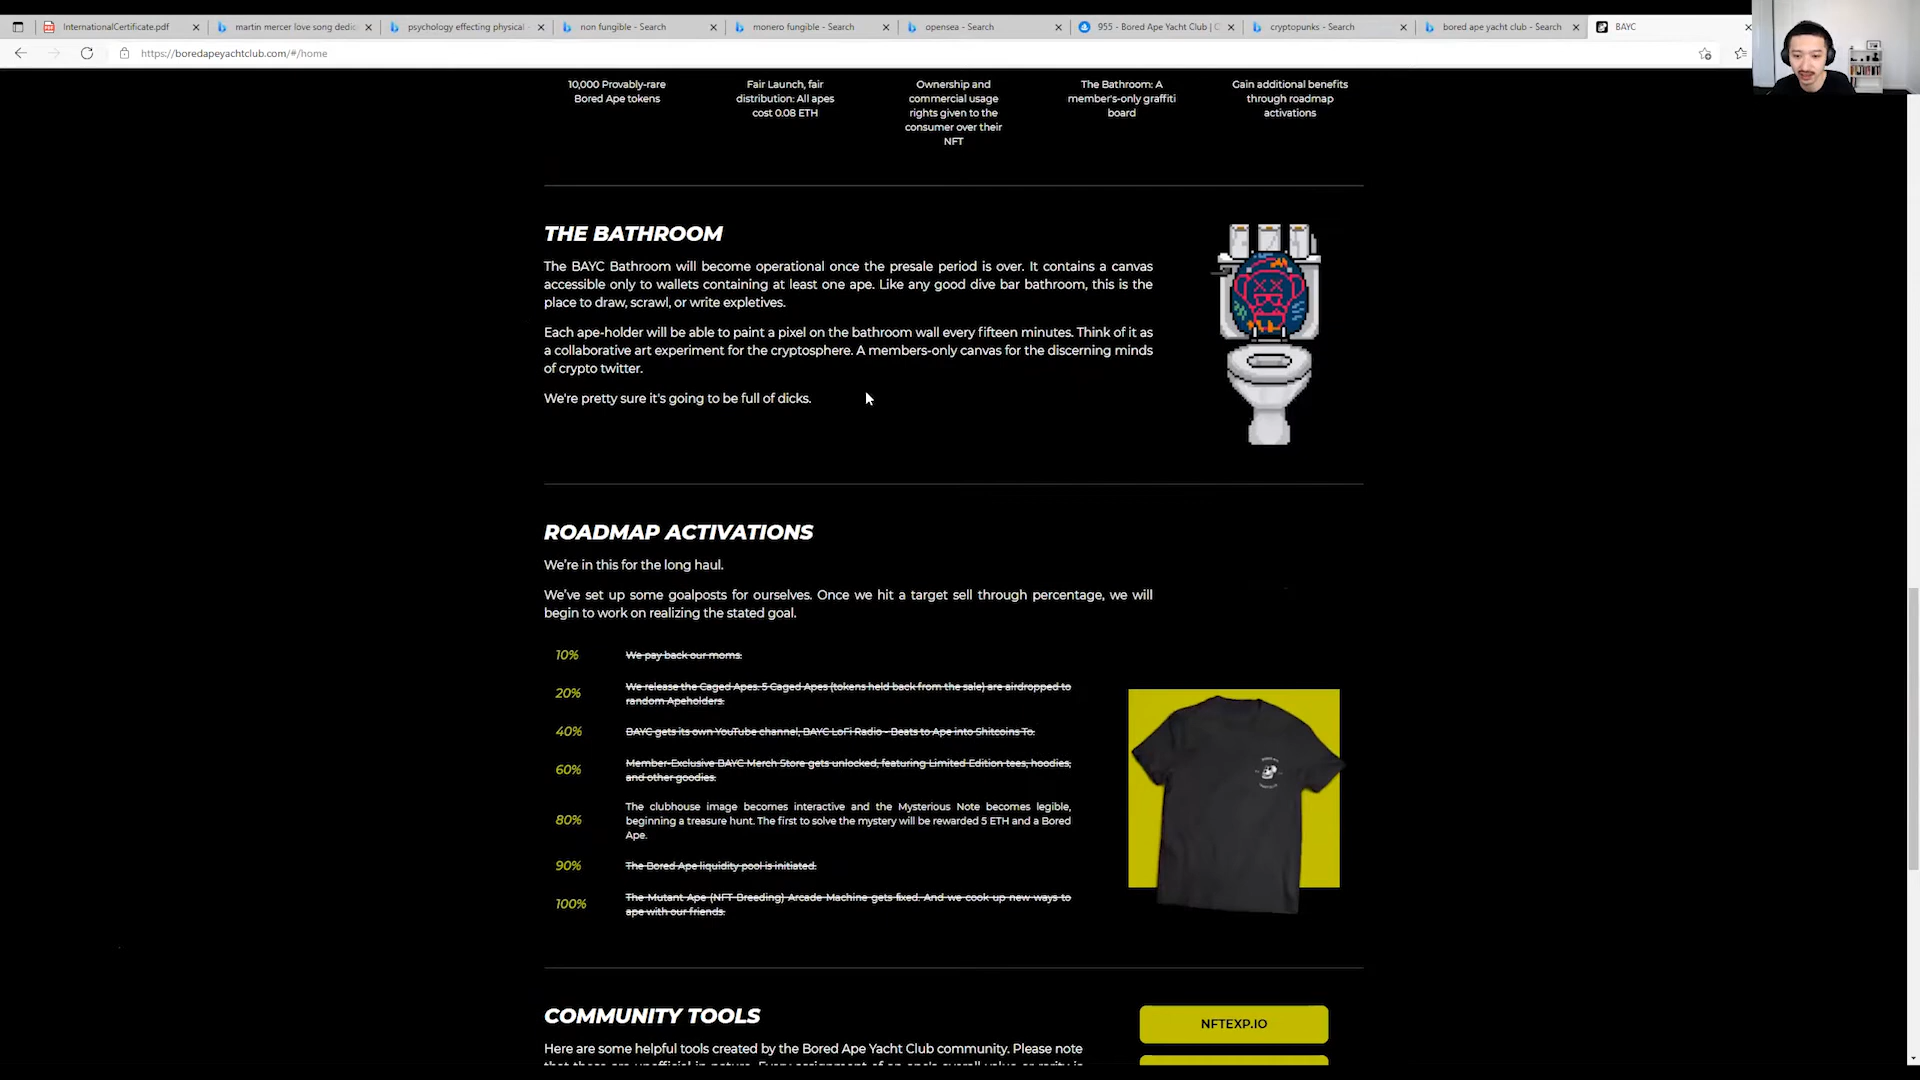 InternationalCertificate.pdf
martin mercer love song dedic
psychology effecting physical -
non fungible - Search
monero fungible - Search
opensea - Search
955 - Bored Ape Yacht Club | C
cryptopunks - Search
bored ape yacht club - Search
BAYC
https://boredapeyachtclub.com/#/home
10,000 Provably-rare
Bored Ape tokens
Fair Launch, fair
distribution: All apes
cost 0.08 ETH
Ownership and
commercial usage
rights given to the
consumer over their
NFT
The Bathroom: A
member's-only graffiti
board
Gain additional benefits
through roadmap
activations
THE BATHROOM
The BAYC Bathroom will become operational once the presale period is over. It contains a canvas
accessible only to wallets containing at least one ape. Like any good dive bar bathroom, this is the
place to draw, scrawl, or write expletives.
Each ape-holder will be able to paint a pixel on the bathroom wall every fifteen minutes. Think of it as
a collaborative art experiment for the cryptosphere. A members-only canvas for the discerning minds
of crypto twitter.
We're pretty sure it's going to be full of dicks.
ROADMAP ACTIVATIONS
We're in this for the long haul.
We've set up some goalposts for ourselves. Once we hit a target sell through percentage, we will
begin to work on realizing the stated goal.
10%
We pay back our moms.
20%
We release the Caged Apes. 5 Caged Apes (tokens held back from the sale) are airdropped to
random Apeholders.
40%
BAYC gets its own YouTube channel, BAYC LoFi Radio - Beats to Ape into Shitcoins To.
60%
Member-Exclusive BAYC Merch Store gets unlocked, featuring Limited Edition tees, hoodies,
and other goodies.
80%
The clubhouse image becomes interactive and the Mysterious Note becomes legible,
beginning a treasure hunt. The first to solve the mystery will be rewarded 5 ETH and a Bored
Ape.
90%
The Bored Ape liquidity pool is initiated.
100%
The Mutant Ape (NFT Breeding) Arcade Machine gets fixed. And we cook up new ways to
ape with our friends.
COMMUNITY TOOLS
NFTEXP.IO
Here are some helpful tools created by the Bored Ape Yacht Club community. Please note